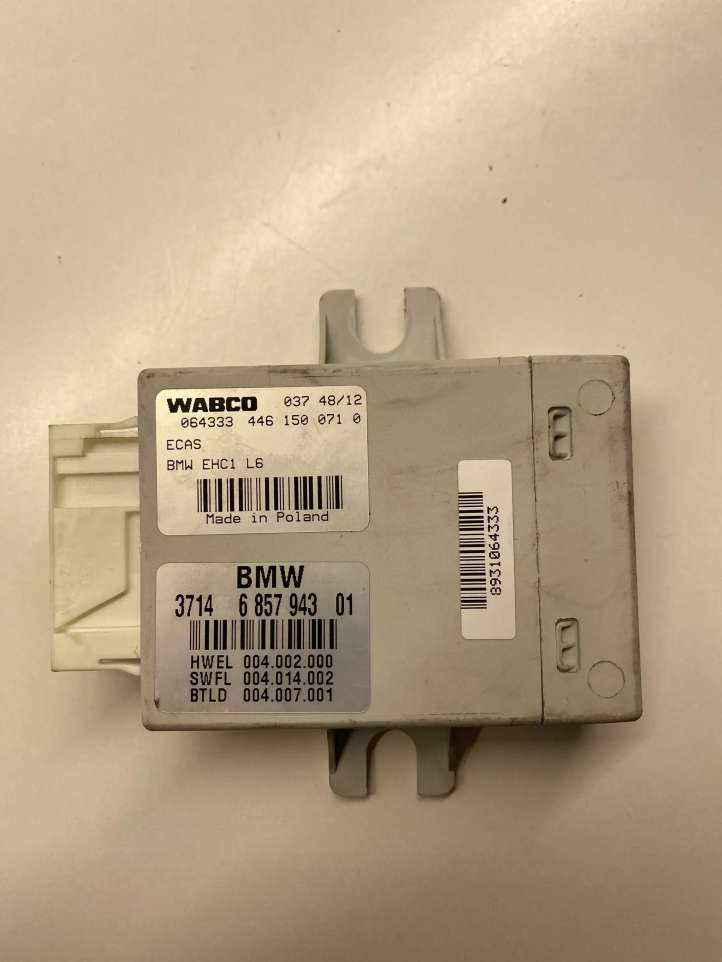 WABCO 037 48/12
064333 446 150 071 0
ECAS
BMW EHC1 L6
Made in Poland
BMW
3714 6 857 943 01
HWEL 004.002.000
SWFL 004.014.002
BTLD 004.007.001
8931064333